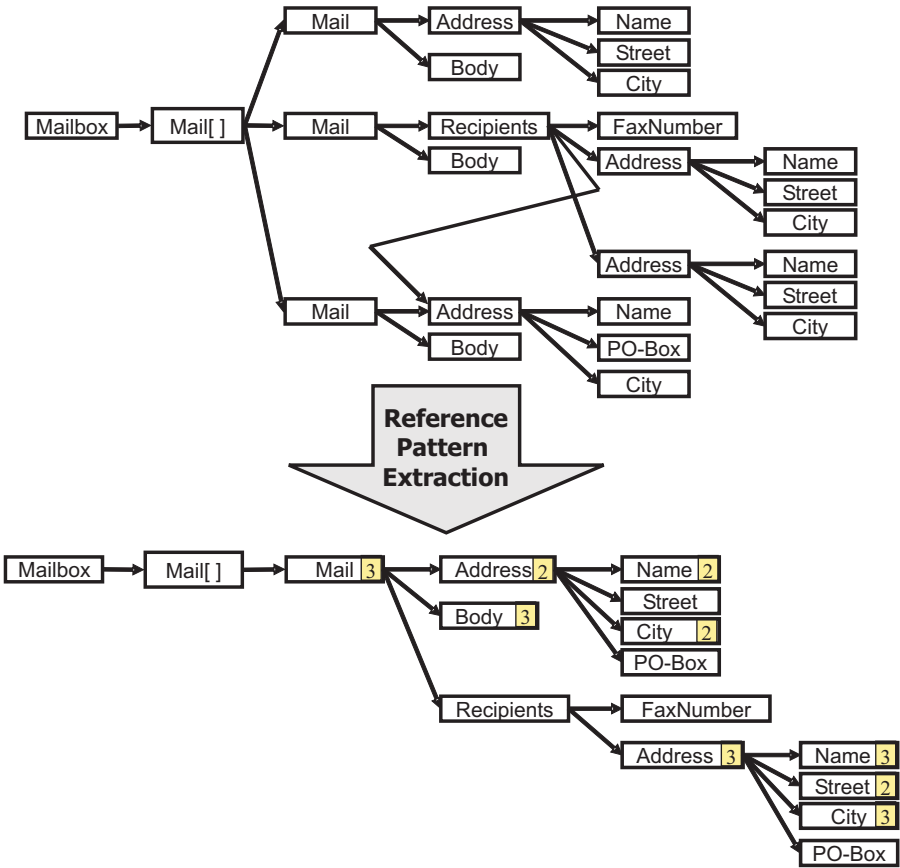 Mail Address Name
Street
Body City
Mailbox Mail[ ] Mail Recipients FaxNumber
Body Address Name
Street
City
Address Name
Mail Address Name Street
Body PO-Box City
City
Reference
Pattern
Extraction
Mailbox Mail[ ] Mail 3 Address 2 Name 2
Body 3 Street
City 2
PO-Box
Recipients FaxNumber
Address 3 Name 3
Street 2
City 3
PO-Box